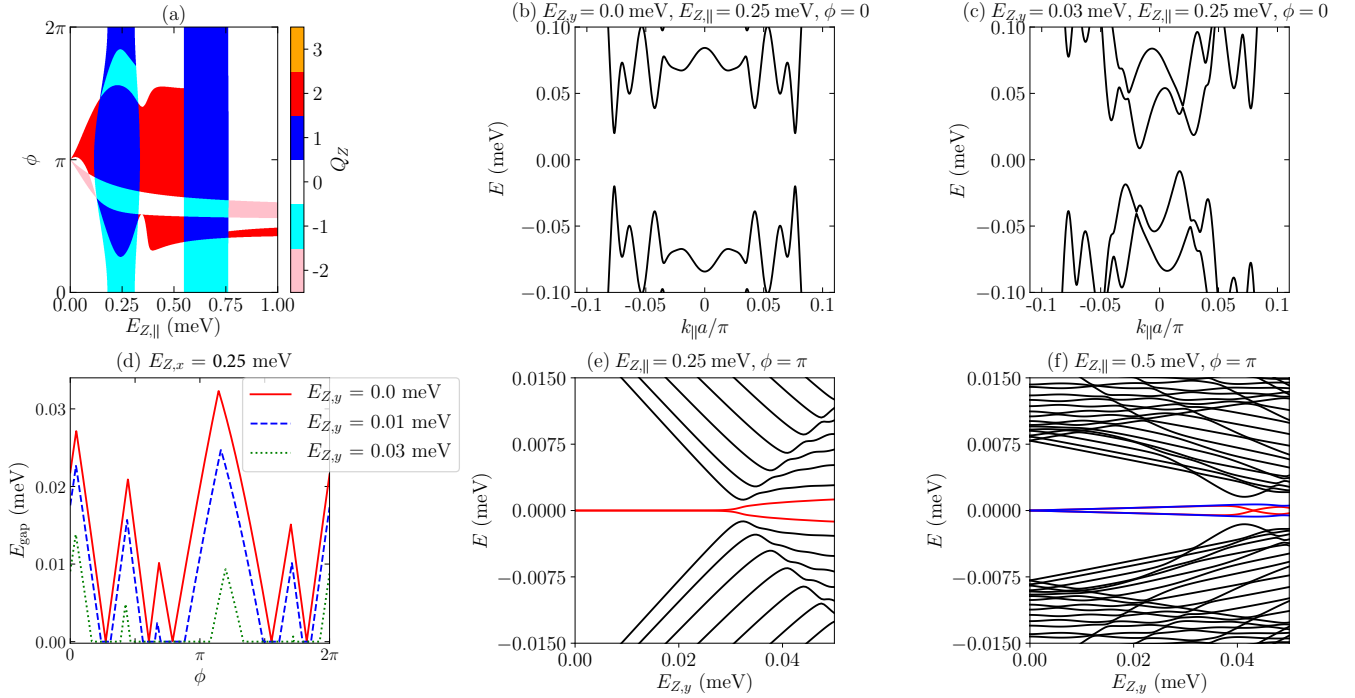 (a)
2π
π
0
ϕ
0.00 0.25 0.50 0.75 1.00
E_{Z,||} (meV)
3
2
1
0
-1
-2
Q_Z
(b) E_{Z,y} = 0.0 meV, E_{Z,||} = 0.25 meV, ϕ = 0
0.10
0.05
0.00
−0.05
−0.10
E (meV)
-0.1 -0.05 0 0.05 0.1
k_{||}a/π
(c) E_{Z,y} = 0.03 meV, E_{Z,||} = 0.25 meV, ϕ = 0
0.10
0.05
0.00
−0.05
−0.10
E (meV)
-0.1 -0.05 0 0.05 0.1
k_{||}a/π
(d) E_{Z,x} = 0.25 meV
E_{Z,y} = 0.0 meV
E_{Z,y} = 0.01 meV
E_{Z,y} = 0.03 meV
0.03
0.02
0.01
0.00
E_{gap} (meV)
0 π 2π
ϕ
(e) E_{Z,||} = 0.25 meV, ϕ = π
0.0150
0.0075
0.0000
−0.0075
−0.0150
E (meV)
0.00 0.02 0.04
E_{Z,y} (meV)
(f) E_{Z,||} = 0.5 meV, ϕ = π
0.0150
0.0075
0.0000
−0.0075
−0.0150
E (meV)
0.00 0.02 0.04
E_{Z,y} (meV)